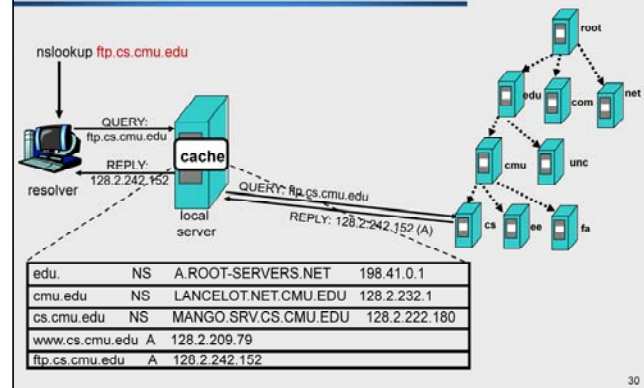 nslookup ftp.cs.cmu.edu
QUERY:
ftp.cs.cmu.edu
cache
REPLY:
128.2.242.152
resolver
local
server
QUERY: ftp.cs.cmu.edu
REPLY: 128.2.242.152 (A)
root
edu
com
net
cmu
unc
cs
ee
fa
edu. NS A.ROOT-SERVERS.NET 198.41.0.1
cmu.edu NS LANCELOT.NET.CMU.EDU 128.2.232.1
cs.cmu.edu NS MANGO.SRV.CS.CMU.EDU 128.2.222.180
www.cs.cmu.edu A 128.2.209.79
ftp.cs.cmu.edu A 128.2.242.152
30